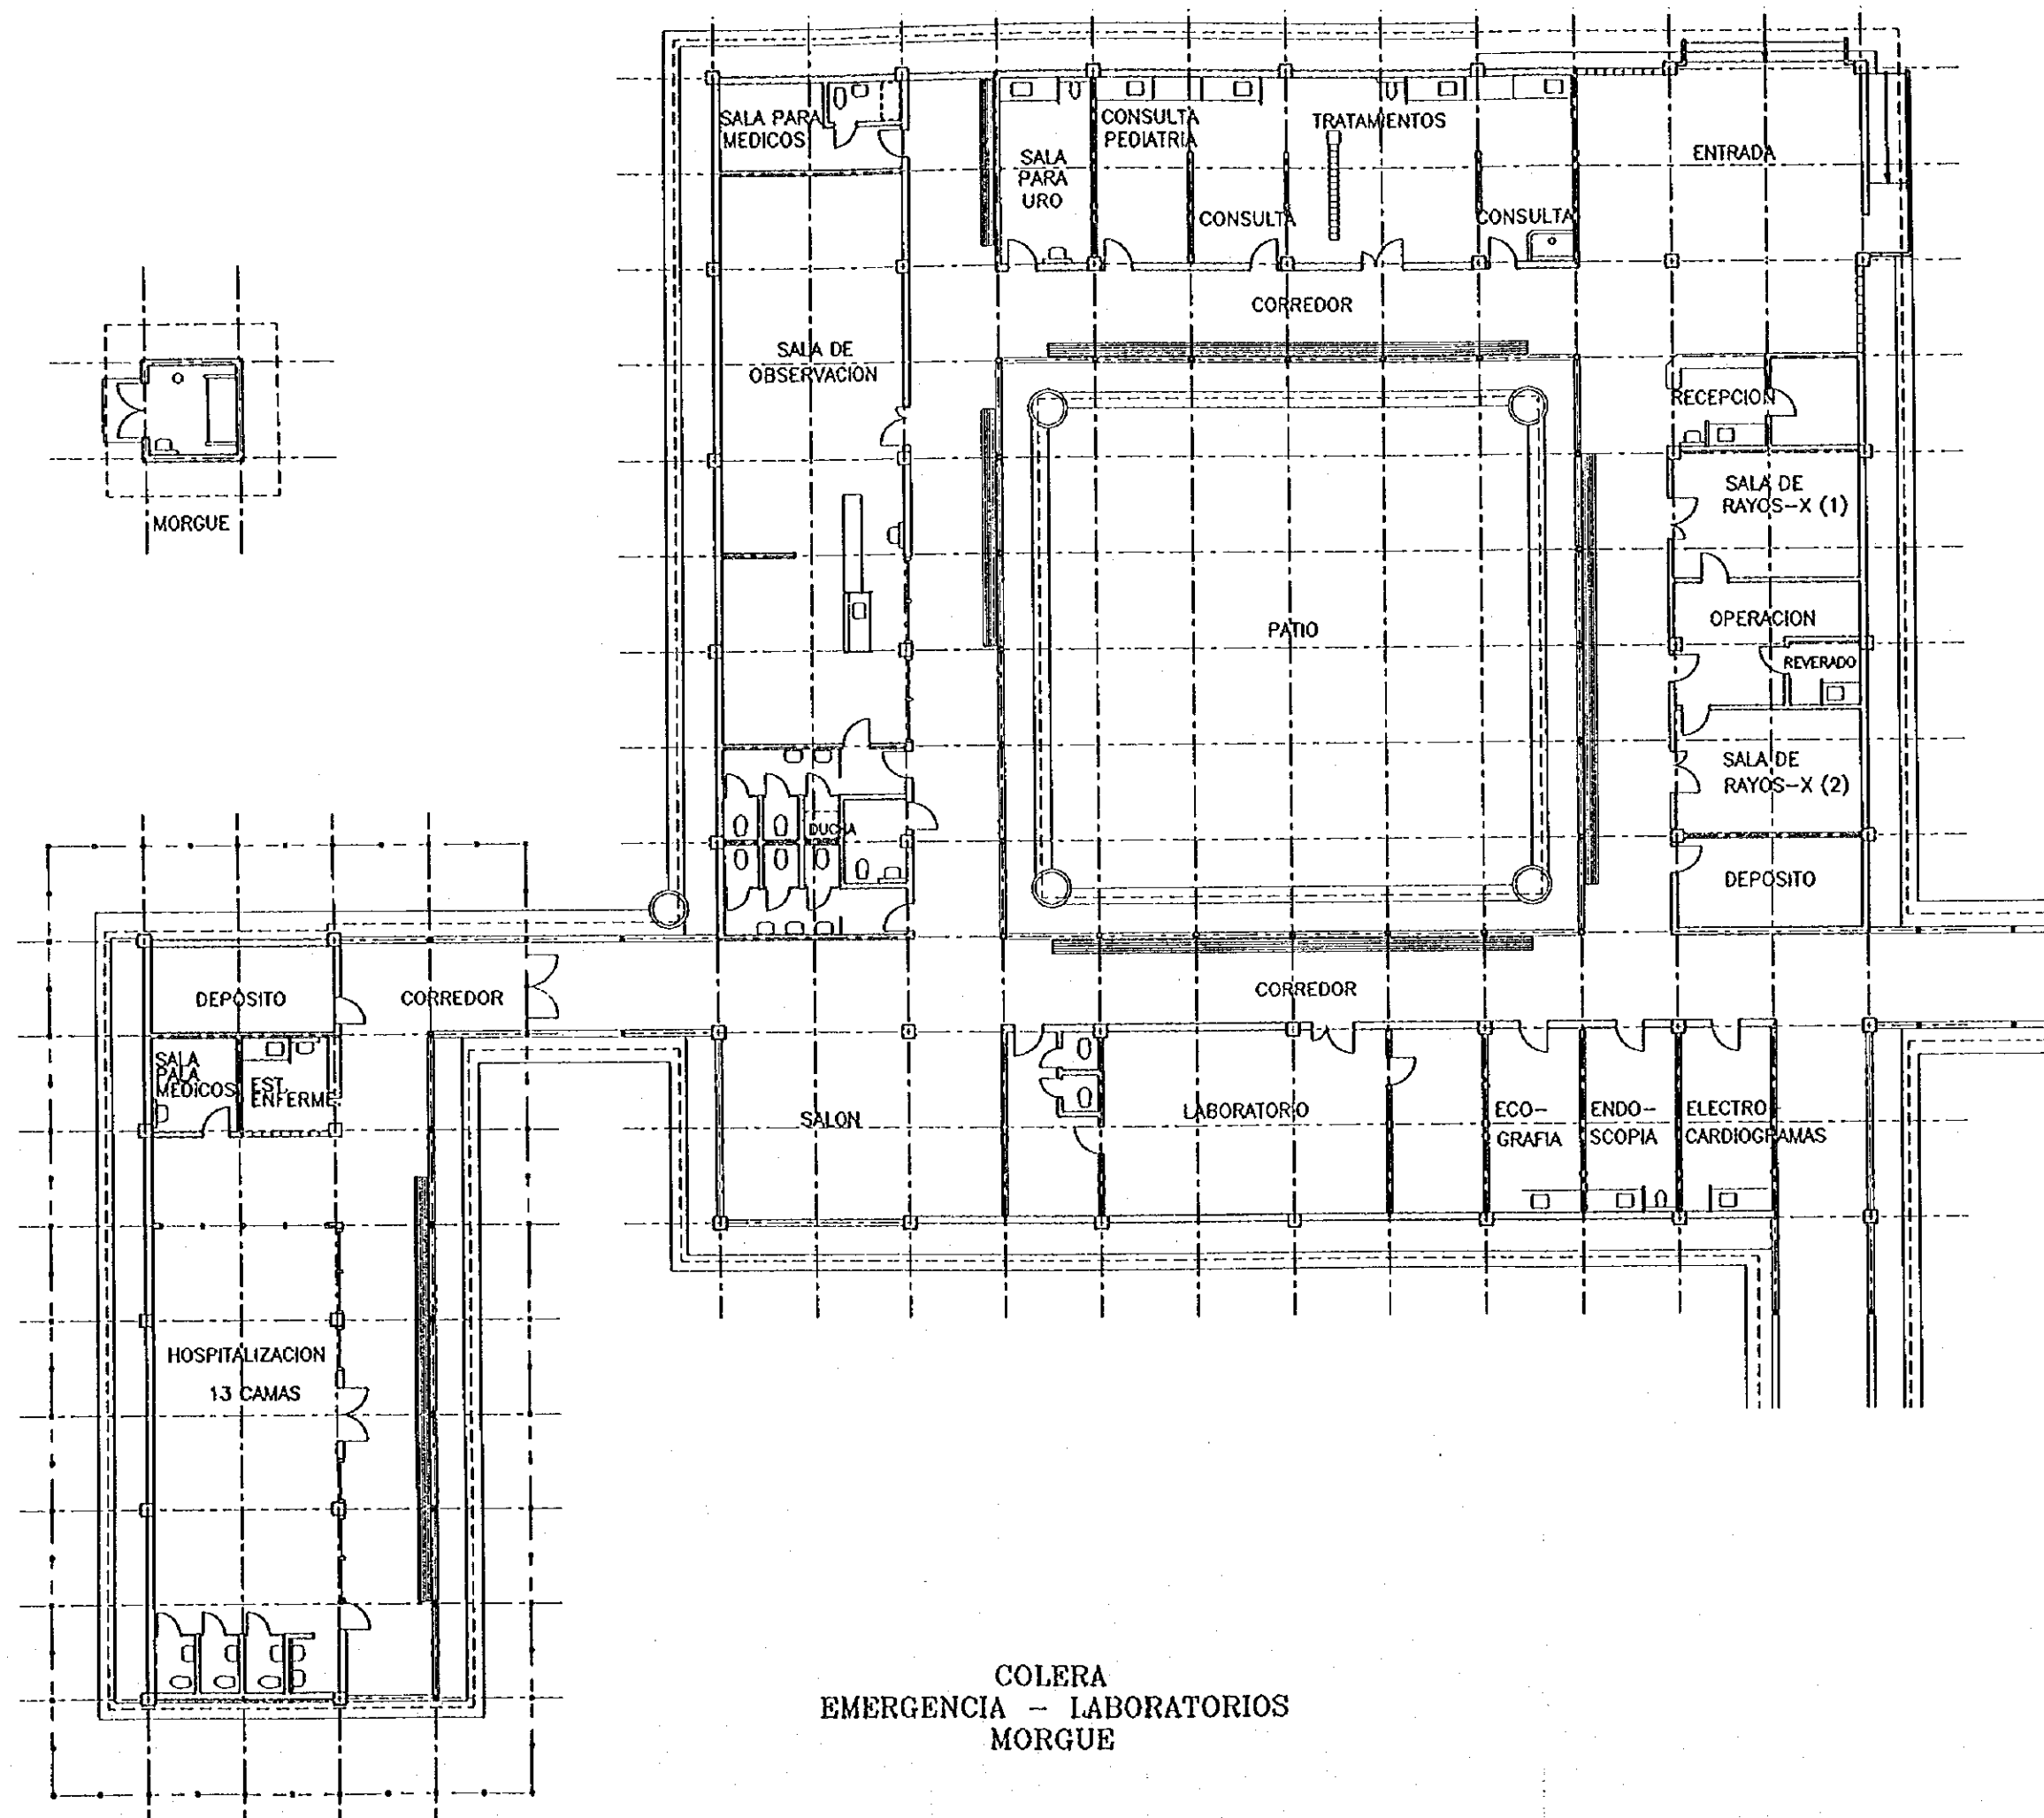 SALA PARA
MEDICOS
SALA
PARA
URO
CONSULTA
PEDIATRIA
CONSULTA
TRATAMIENTOS
CONSULTA
ENTRADA
CORREDOR
SALA DE
OBSERVACION
RECEPCION
SALA DE
RAYOS-X (1)
OPERACION
REVERADO
SALA DE
RAYOS-X (2)
DEPOSITO
PATIO
MORGUE
DUCHA
DEPOSITO
CORREDOR
CORREDOR
SALA
PALA
MEDICOS
EST.
ENFERME.
SALON
LABORATORIO
ECO-
GRAFIA
ENDO-
SCOPIA
ELECTRO
CARDIOGRAMAS
HOSPITALIZACION
13 CAMAS
COLERA
EMERGENCIA - LABORATORIOS
MORGUE